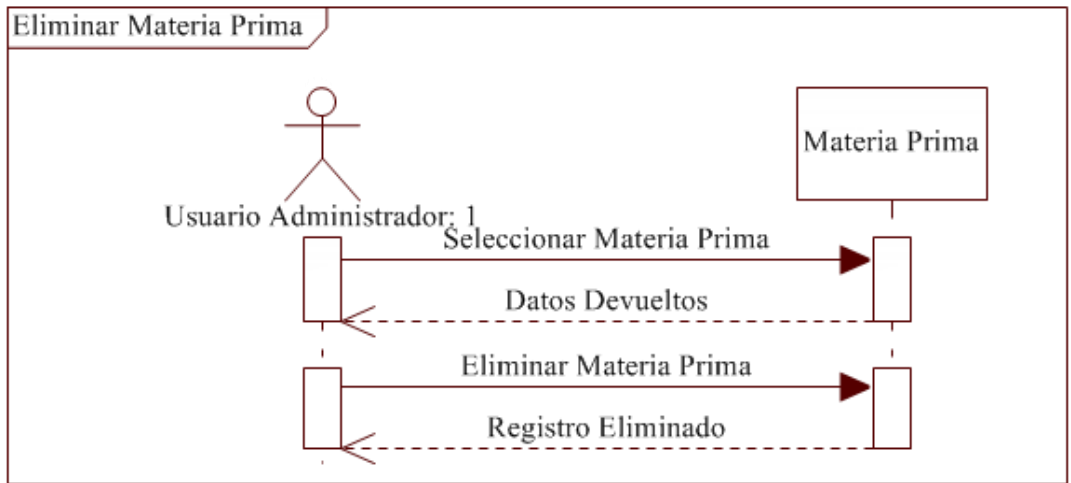 Eliminar Materia Prima
Materia Prima
Usuario Administrador: 1
Seleccionar Materia Prima
Datos Devueltos
Eliminar Materia Prima
Registro Eliminado